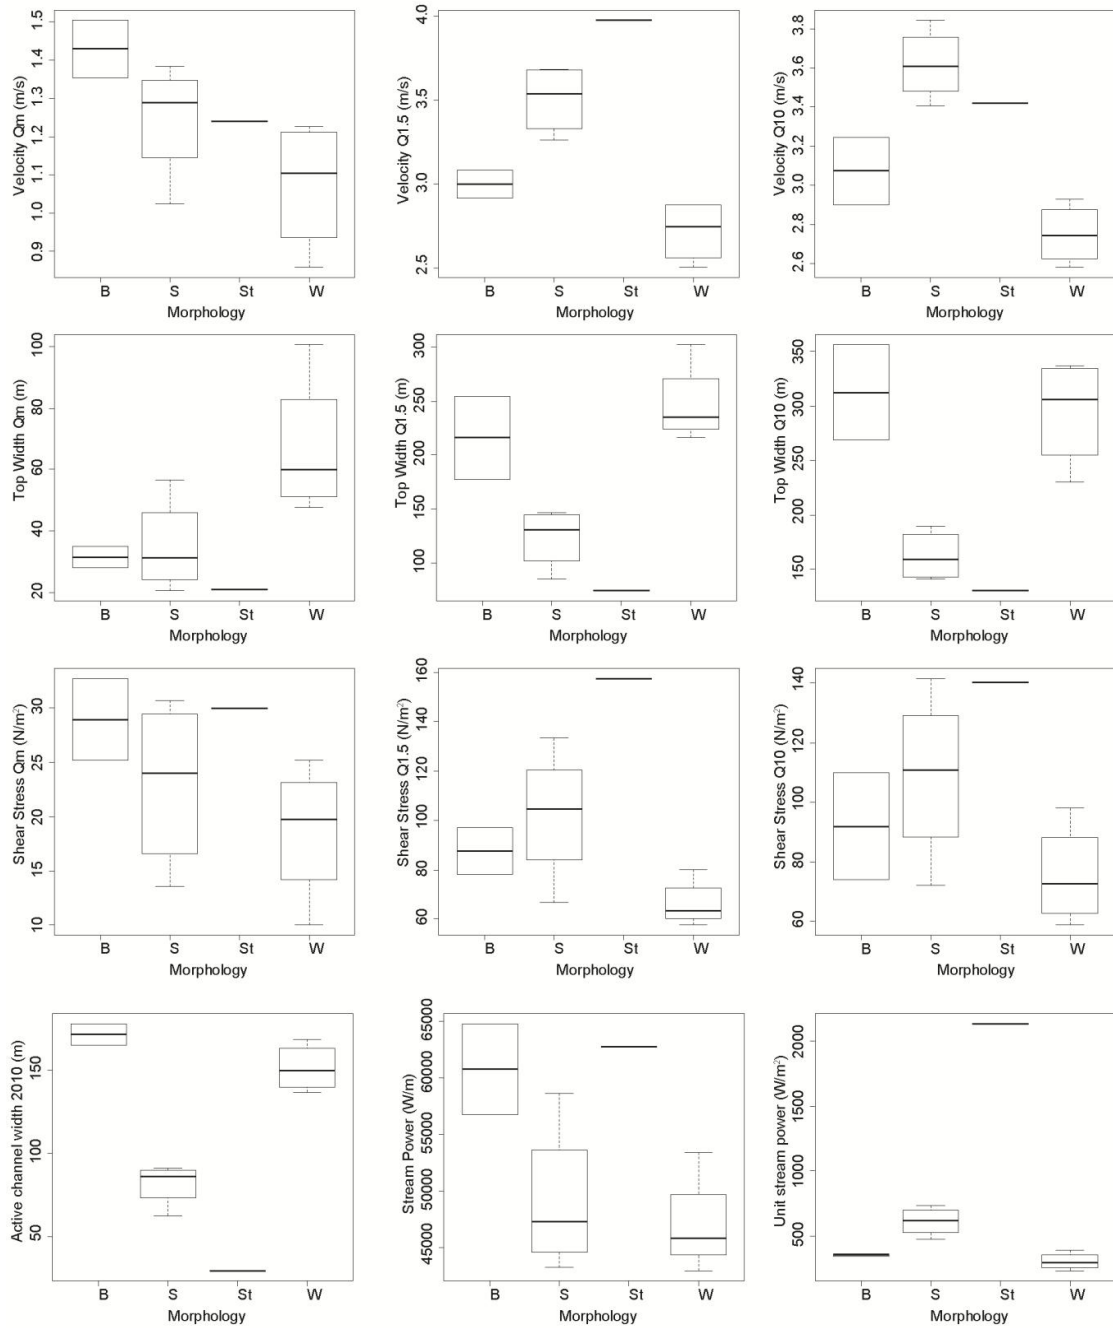 Velocity Qm (m/s)
1.5
1.4
1.3
1.2
1.1
1.0
0.9
B S St W
Morphology
Velocity Q1.5 (m/s)
4.0
3.5
3.0
2.5
B S St W
Morphology
Velocity Q10 (m/s)
3.8
3.6
3.4
3.2
3.0
2.8
2.6
B S St W
Morphology
Top Width Qm (m)
100
80
60
40
20
B S St W
Morphology
Top Width Q1.5 (m)
300
250
200
150
100
B S St W
Morphology
Top Width Q10 (m)
350
300
250
200
150
B S St W
Morphology
Shear Stress Qm (N/m²)
30
25
20
15
10
B S St W
Morphology
Shear Stress Q1.5 (N/m²)
160
140
120
100
80
60
B S St W
Morphology
Shear Stress Q10 (N/m²)
140
120
100
80
60
B S St W
Morphology
Active channel width 2010 (m)
150
100
50
B S St W
Morphology
Stream Power (W/m)
65000
60000
55000
50000
45000
B S St W
Morphology
Unit stream power (W/m²)
2000
1500
1000
500
B S St W
Morphology